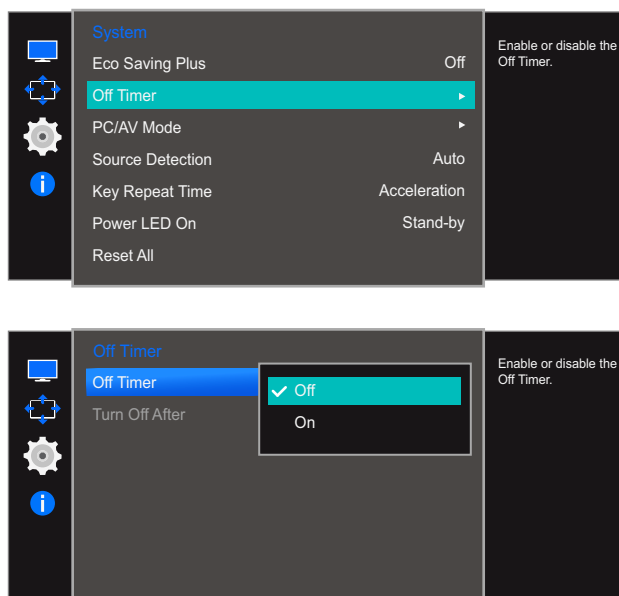 System
Eco Saving Plus Off
Off Timer
PC/AV Mode
Source Detection Auto
Key Repeat Time Acceleration
Power LED On Stand-by
Reset All
Enable or disable the
Off Timer.
Off Timer
Off Timer
Turn Off After
Off
On
Enable or disable the
Off Timer.